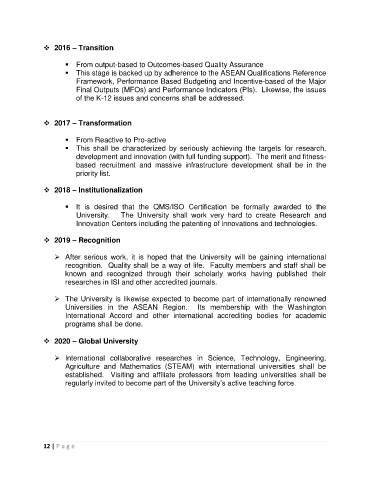 ❖ 2016 – Transition
▪ From output-based to Outcomes-based Quality Assurance
▪ This stage is backed up by adherence to the ASEAN Qualifications Reference
Framework, Performance Based Budgeting and Incentive-based of the Major
Final Outputs (MFOs) and Performance Indicators (PIs). Likewise, the issues
of the K-12 issues and concerns shall be addressed.
❖ 2017 – Transformation
▪ From Reactive to Pro-active
▪ This shall be characterized by seriously achieving the targets for research,
development and innovation (with full funding support). The merit and fitness-
based recruitment and massive infrastructure development shall be in the
priority list.
❖ 2018 – Institutionalization
▪ It is desired that the QMS/ISO Certification be formally awarded to the
University. The University shall work very hard to create Research and
Innovation Centers including the patenting of innovations and technologies.
❖ 2019 – Recognition
➢ After serious work, it is hoped that the University will be gaining international
recognition. Quality shall be a way of life. Faculty members and staff shall be
known and recognized through their scholarly works having published their
researches in ISI and other accredited journals.
➢ The University is likewise expected to become part of internationally renowned
Universities in the ASEAN Region. Its membership with the Washington
International Accord and other international accrediting bodies for academic
programs shall be done.
❖ 2020 – Global University
➢ International collaborative researches in Science, Technology, Engineering,
Agriculture and Mathematics (STEAM) with international universities shall be
established. Visiting and affiliate professors from leading universities shall be
regularly invited to become part of the University's active teaching force.
12 | P a g e